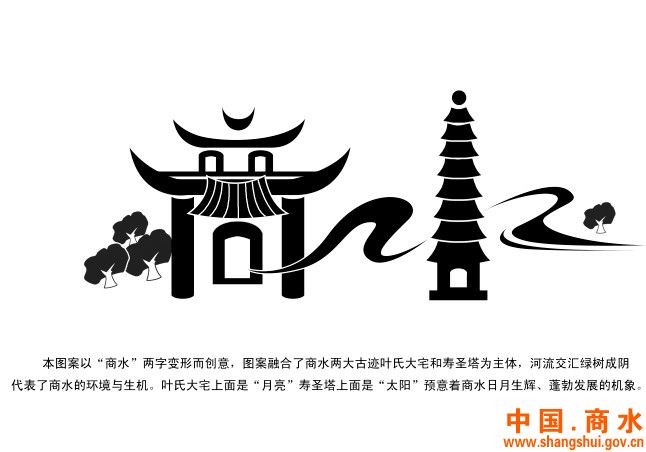 商水
本图案以“商水”两字变形而创意，图案融合了商水两大古迹叶氏大宅和寿圣塔为主体，河流交汇绿树成阴
代表了商水的环境与生机。叶氏大宅上面是“月亮”寿圣塔上面是“太阳”预意着商水日月生辉、蓬勃发展的机象。
中国.商水
www.shangshui.gov.cn